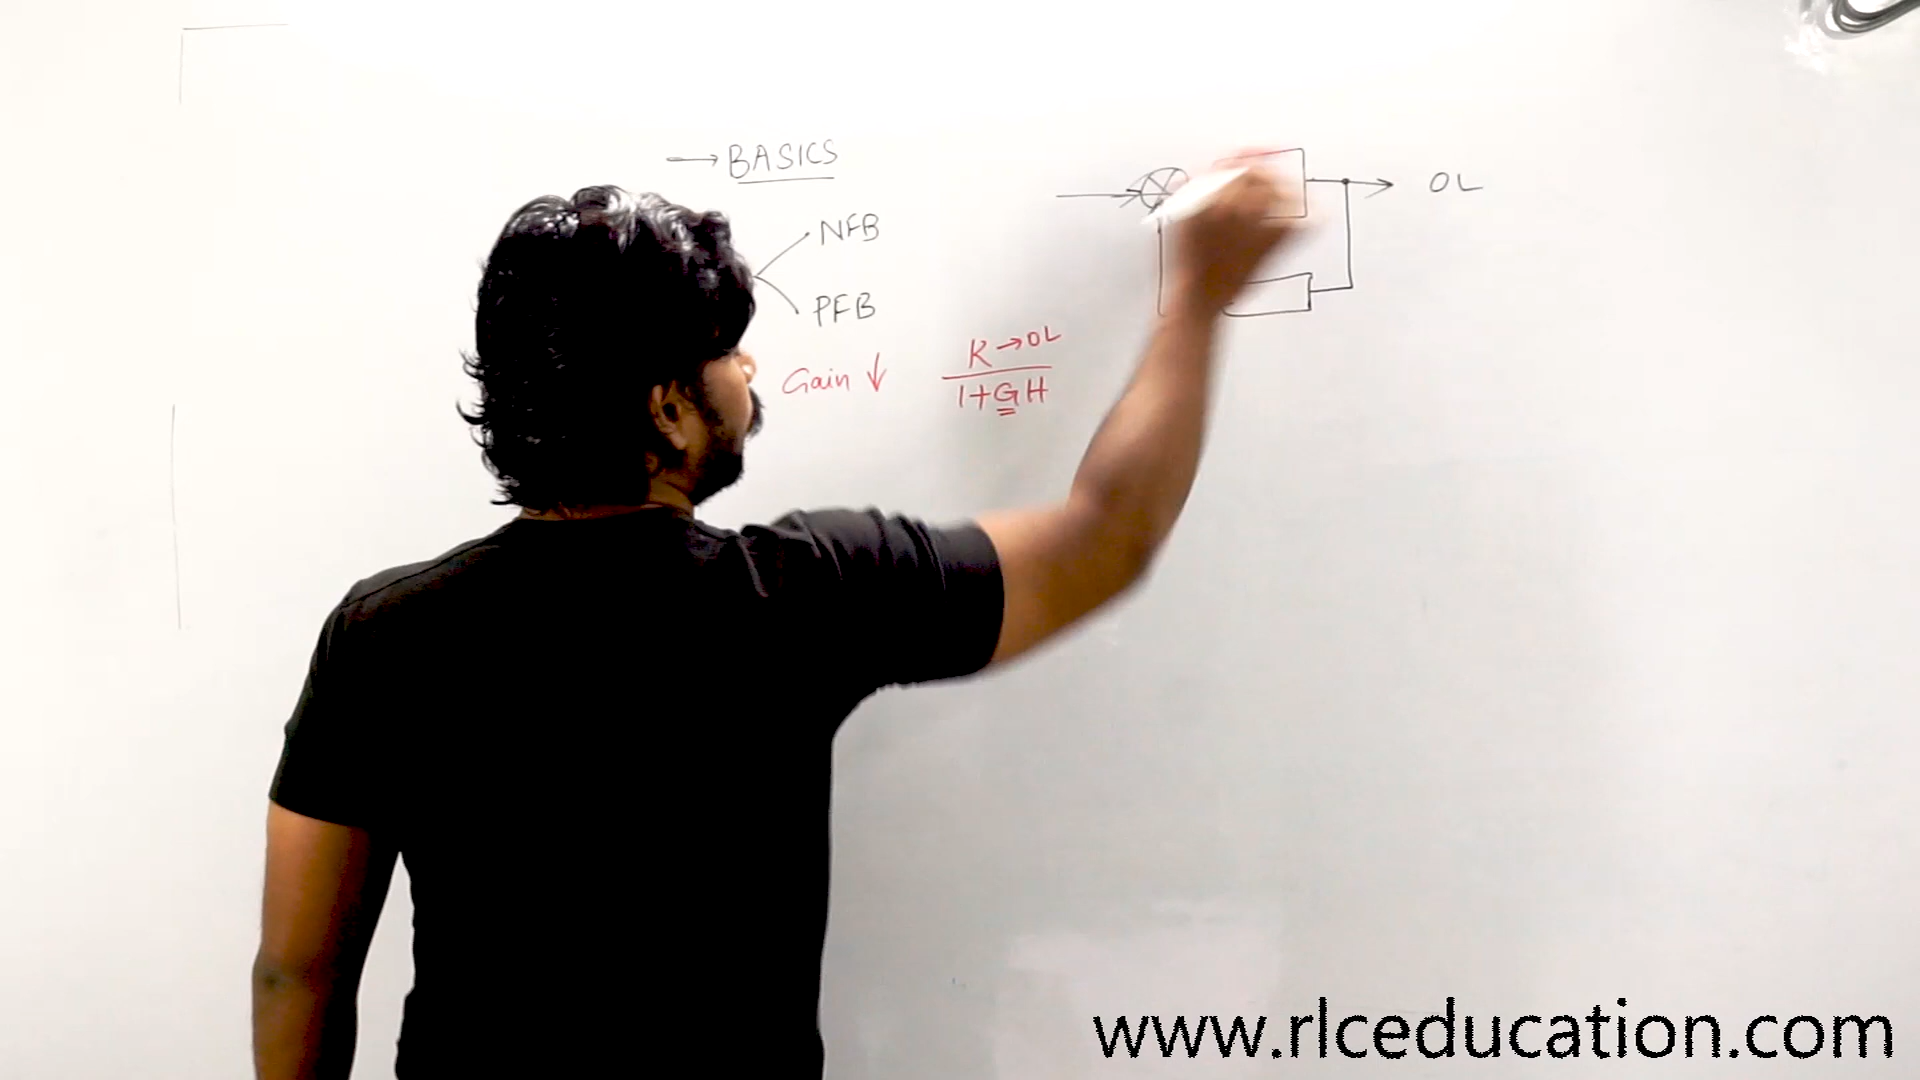 → BASICS
NFB
PFB
Gain ↓
K → OL
1+GH
OL
www.rlceducation.com